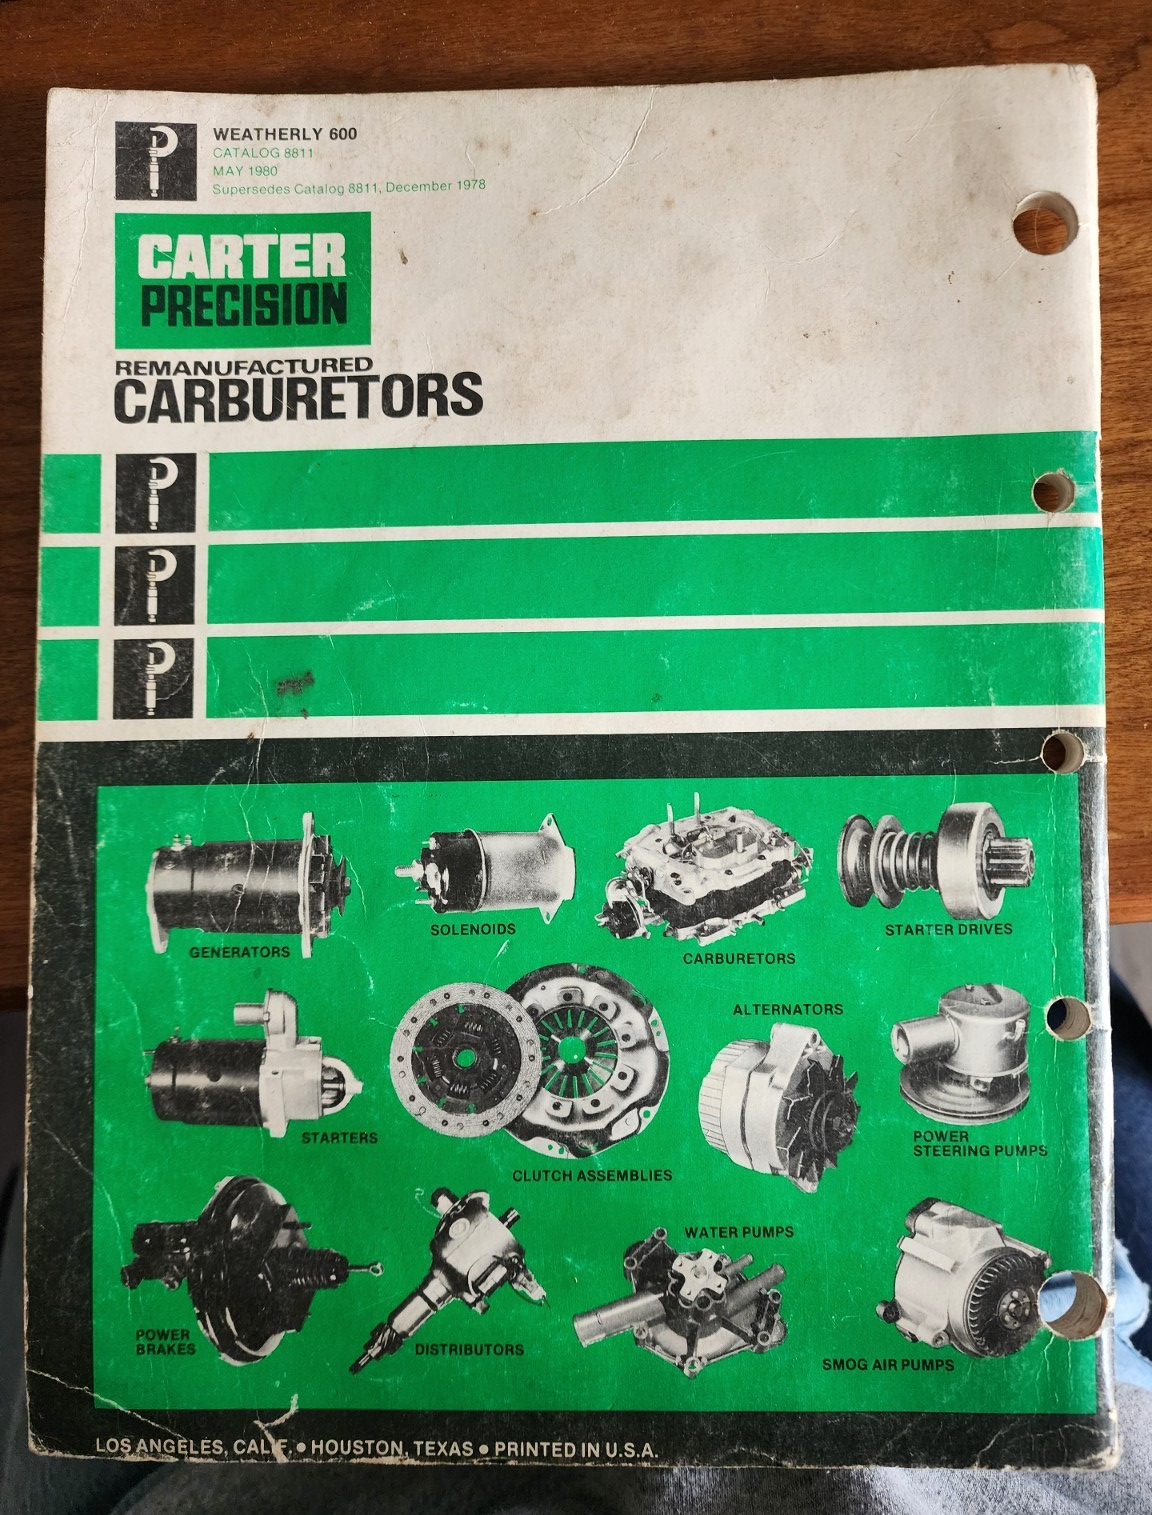 WEATHERLY 600
CATALOG 8811
MAY 1980
Supersedes Catalog 8811, December 1978
CARTER
PRECISION
REMANUFACTURED
CARBURETORS
GENERATORS
SOLENOIDS
CARBURETORS
STARTER DRIVES
STARTERS
CLUTCH ASSEMBLIES
ALTERNATORS
POWER
STEERING PUMPS
POWER
BRAKES
DISTRIBUTORS
WATER PUMPS
SMOG AIR PUMPS
LOS ANGELES, CALIF. • HOUSTON, TEXAS • PRINTED IN U.S.A.